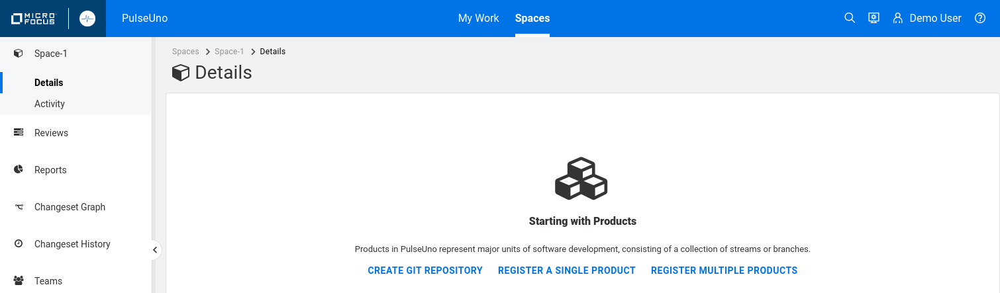 MICRO FOCUS
PulseUno
My Work
Spaces
Demo User
Space-1
Details
Activity
Reviews
Reports
Changeset Graph
Changeset History
Teams
Spaces > Space-1 > Details
Details
Starting with Products
Products in PulseUno represent major units of software development, consisting of a collection of streams or branches.
CREATE GIT REPOSITORY REGISTER A SINGLE PRODUCT REGISTER MULTIPLE PRODUCTS